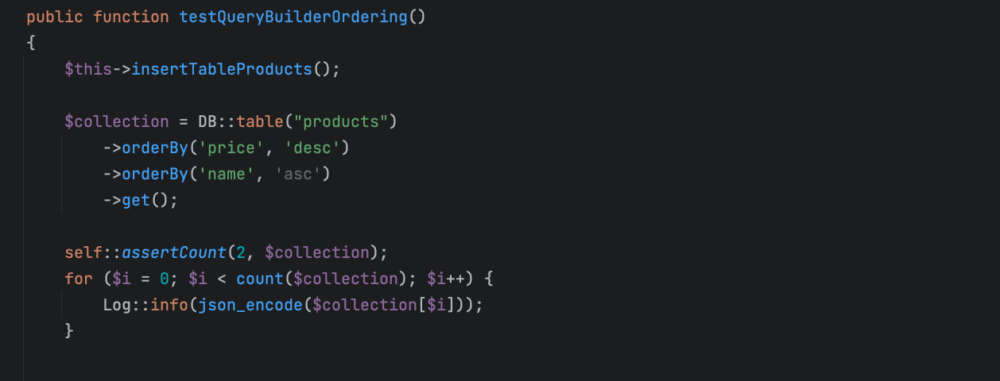 public function testQueryBuilderOrdering()
{
    $this->insertTableProducts();

    $collection = DB::table("products")
        ->orderBy('price', 'desc')
        ->orderBy('name', 'asc')
        ->get();

    self::assertCount(2, $collection);
    for ($i = 0; $i < count($collection); $i++) {
        Log::info(json_encode($collection[$i]));
    }